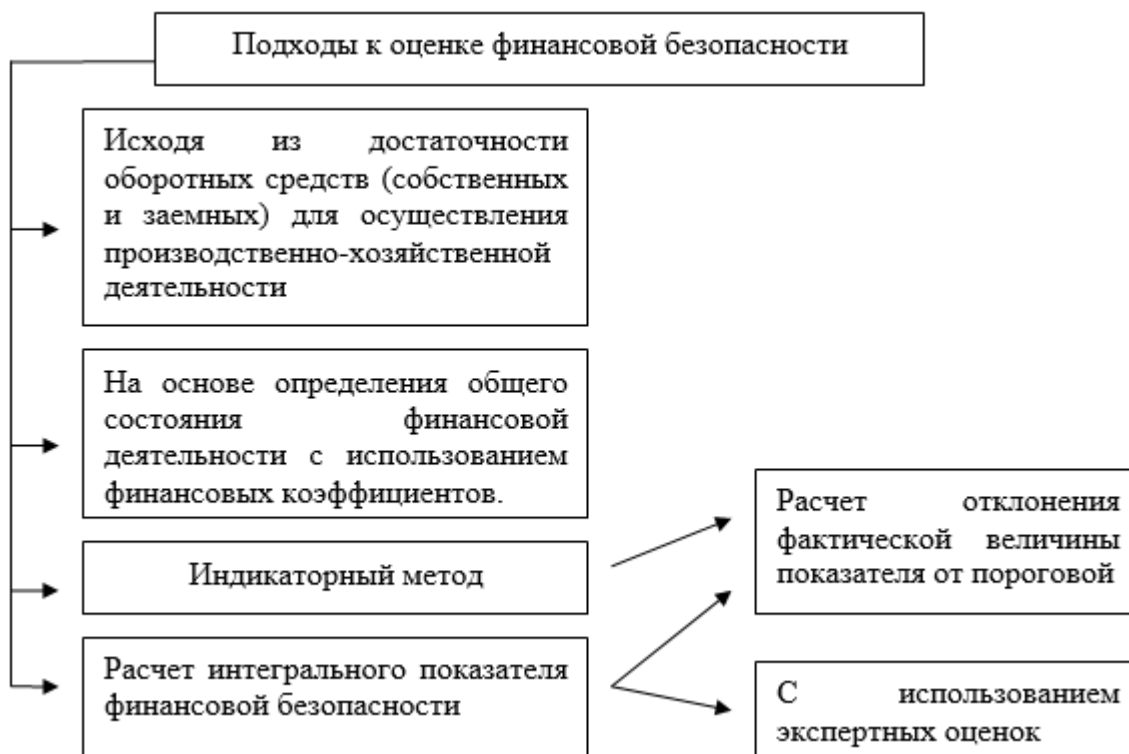 Подходы к оценке финансовой безопасности
Исходя из достаточности
оборотных средств (собственных
и заемных) для осуществления
производственно-хозяйственной
деятельности
На основе определения общего
состояния финансовой
деятельности с использованием
финансовых коэффициентов.
Индикаторный метод
Расчет интегрального показателя
финансовой безопасности
Расчет отклонения
фактической величины
показателя от пороговой
С использованием
экспертных оценок